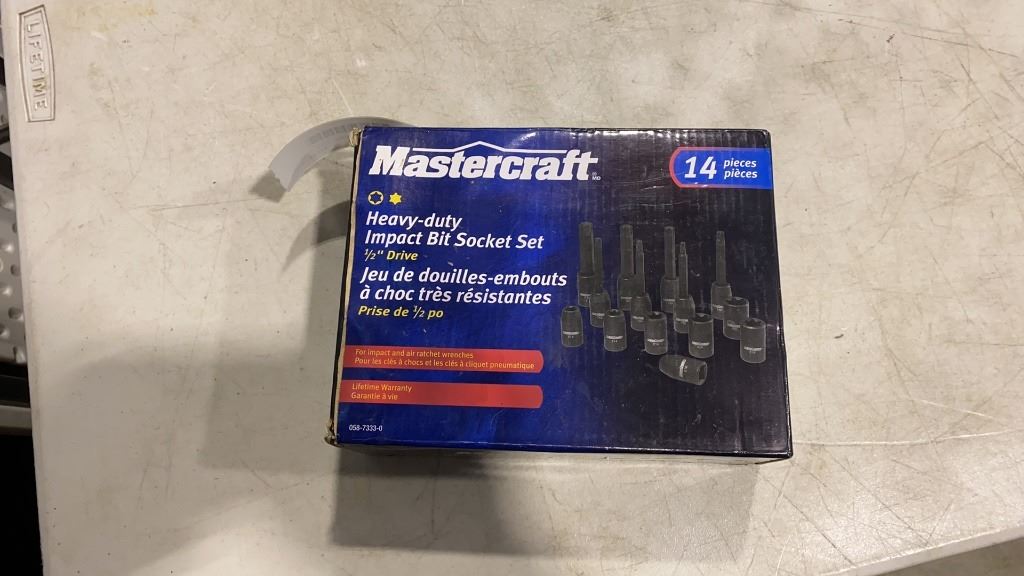 LIFETIME
Mastercraft
® MD
14 pieces
pièces
Heavy-duty
Impact Bit Socket Set
1/2" Drive
Jeu de douilles-embouts
à choc très résistantes
Prise de 1/2 po
For impact and air ratchet wrenches
Pour les clés à chocs et les clés à cliquet pneumatique
Lifetime Warranty
Garantie à vie
058-7333-0